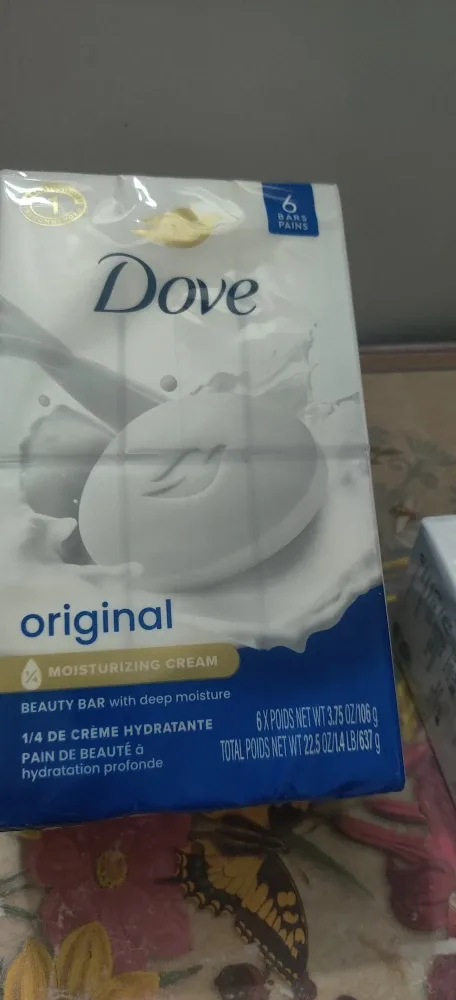 6
BARS
PAINS
Dove
original
1/4 MOISTURIZING CREAM
BEAUTY BAR with deep moisture
1/4 DE CRÈME HYDRATANTE
PAIN DE BEAUTÉ à
hydratation profonde
6 X POIDS NET WT 3.75 OZ/106 g
TOTAL POIDS NET WT 22.5 OZ/1.4 LB/637 g